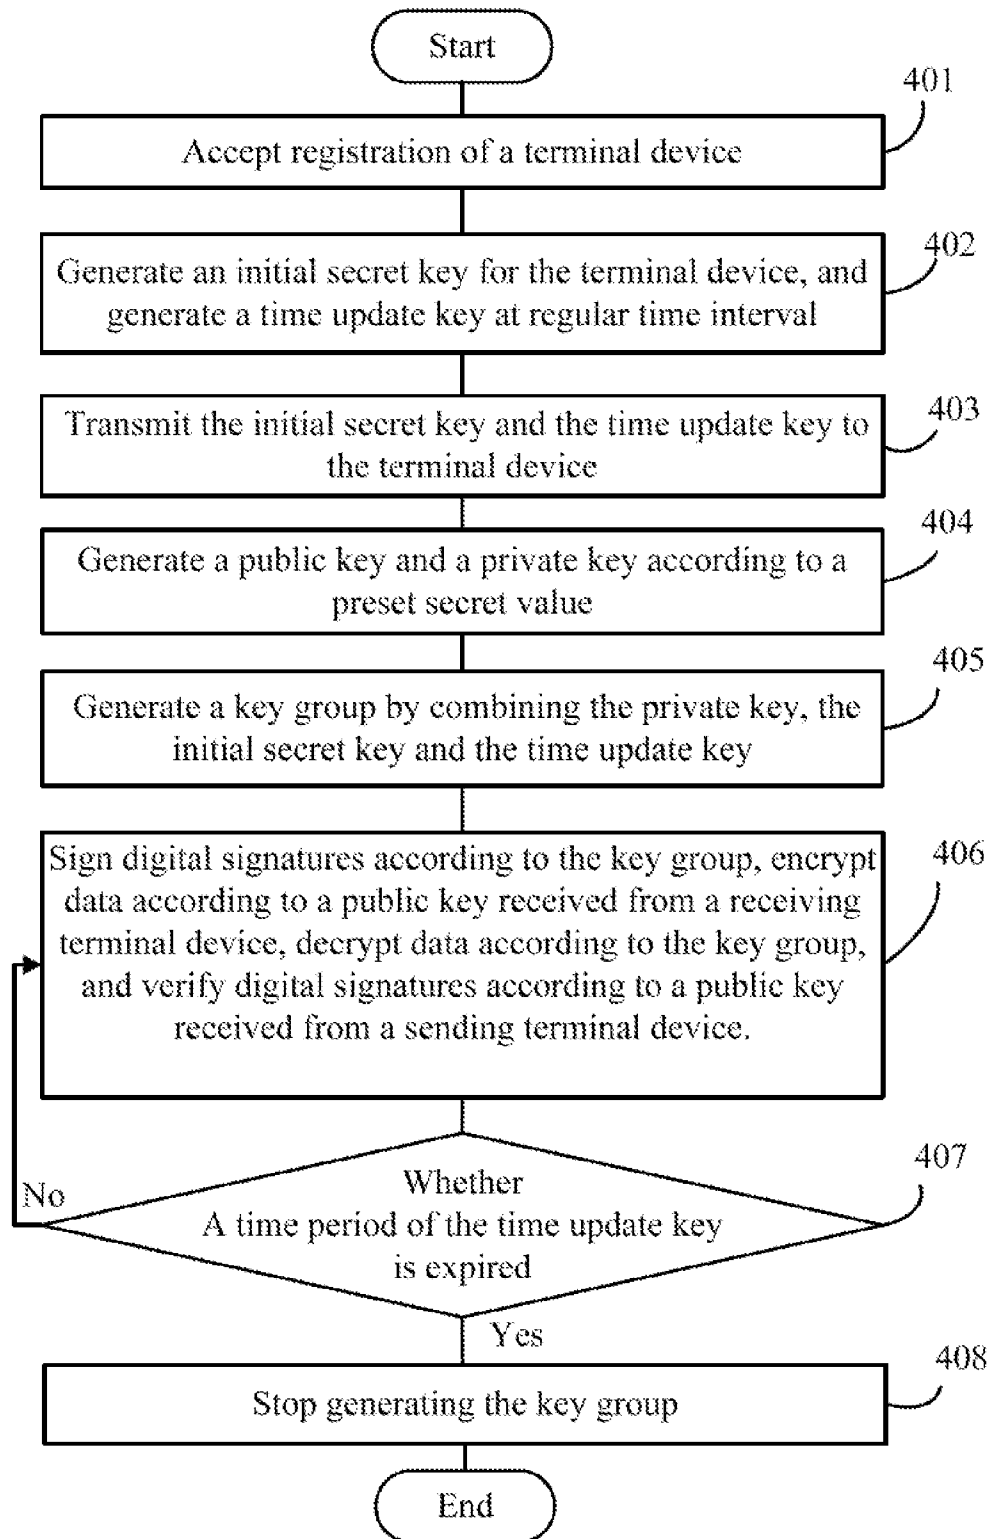 Start
401
Accept registration of a terminal device
402
Generate an initial secret key for the terminal device, and
generate a time update key at regular time interval
403
Transmit the initial secret key and the time update key to
the terminal device
404
Generate a public key and a private key according to a
preset secret value
405
Generate a key group by combining the private key, the
initial secret key and the time update key
406
Sign digital signatures according to the key group, encrypt
data according to a public key received from a receiving
terminal device, decrypt data according to the key group,
and verify digital signatures according to a public key
received from a sending terminal device.
407
No
Whether
A time period of the time update key
is expired
Yes
408
Stop generating the key group
End